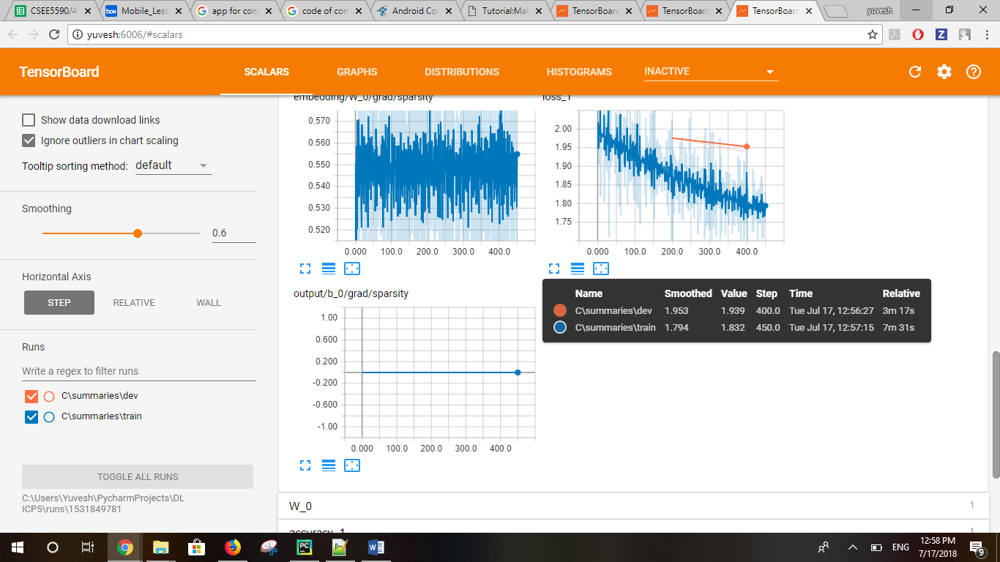 CSEE5590/4
Mobile_Less
app for con
code of con
Android Co
Tutorial:Mak
TensorBoard
TensorBoard
TensorBoard
yuvesh
yuvesh:6006/#scalars
TensorBoard
SCALARS
GRAPHS
DISTRIBUTIONS
HISTOGRAMS
INACTIVE
Show data download links
Ignore outliers in chart scaling
Tooltip sorting method: default
Smoothing
0.6
Horizontal Axis
STEP RELATIVE WALL
Runs
Write a regex to filter runs
C\summaries\dev
C\summaries\train
TOGGLE ALL RUNS
C:\Users\Yuvesh\PycharmProjects\DL
ICP5\runs\1531849781
embedding/W_0/grad/sparsity
0.570
0.560
0.550
0.540
0.530
0.520
0.000 100.0 200.0 300.0 400.0
loss_1
2.00
1.95
1.90
1.85
1.80
1.75
0.000 100.0 200.0 300.0 400.0
Name Smoothed Value Step Time Relative
C\summaries\dev 1.953 1.939 400.0 Tue Jul 17, 12:56:27 3m 17s
C\summaries\train 1.794 1.832 450.0 Tue Jul 17, 12:57:15 7m 31s
output/b_0/grad/sparsity
1.00
0.600
0.200
-0.200
-0.600
-1.00
0.000 100.0 200.0 300.0 400.0
W_0 1
accuracy_1 1
ENG
12:58 PM
7/17/2018
9